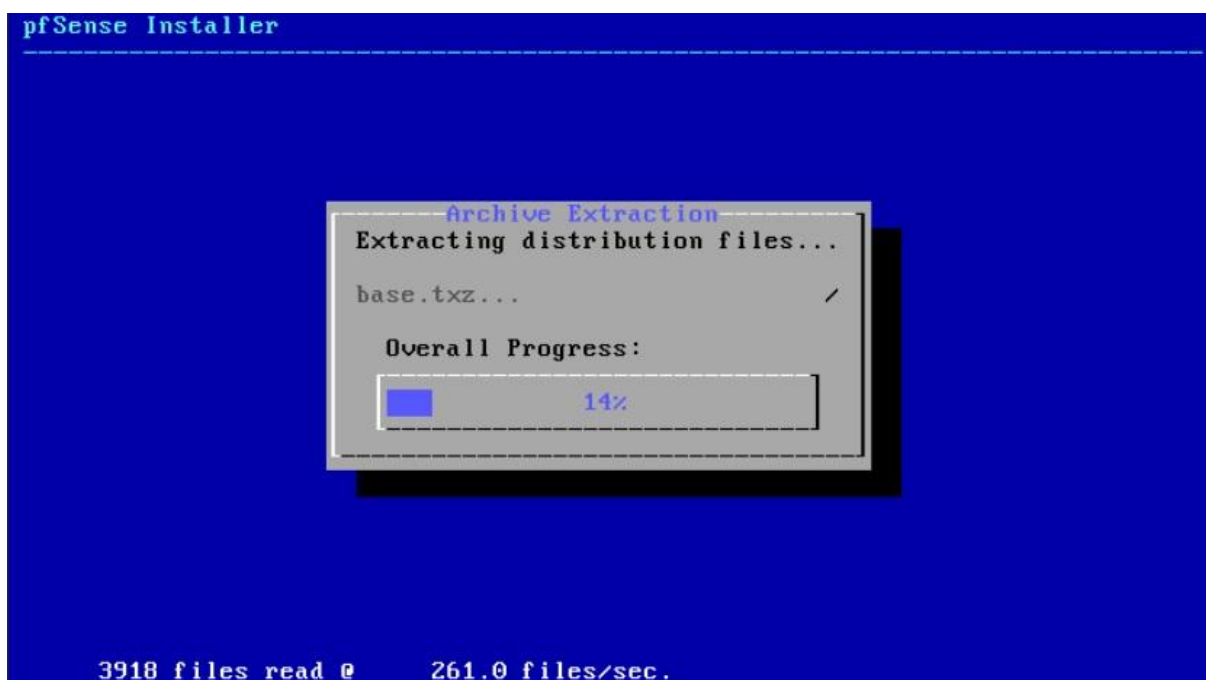 pfSense Installer
Archive Extraction
Extracting distribution files...
base.txz... /
Overall Progress:
14%
3918 files read @ 261.0 files/sec.